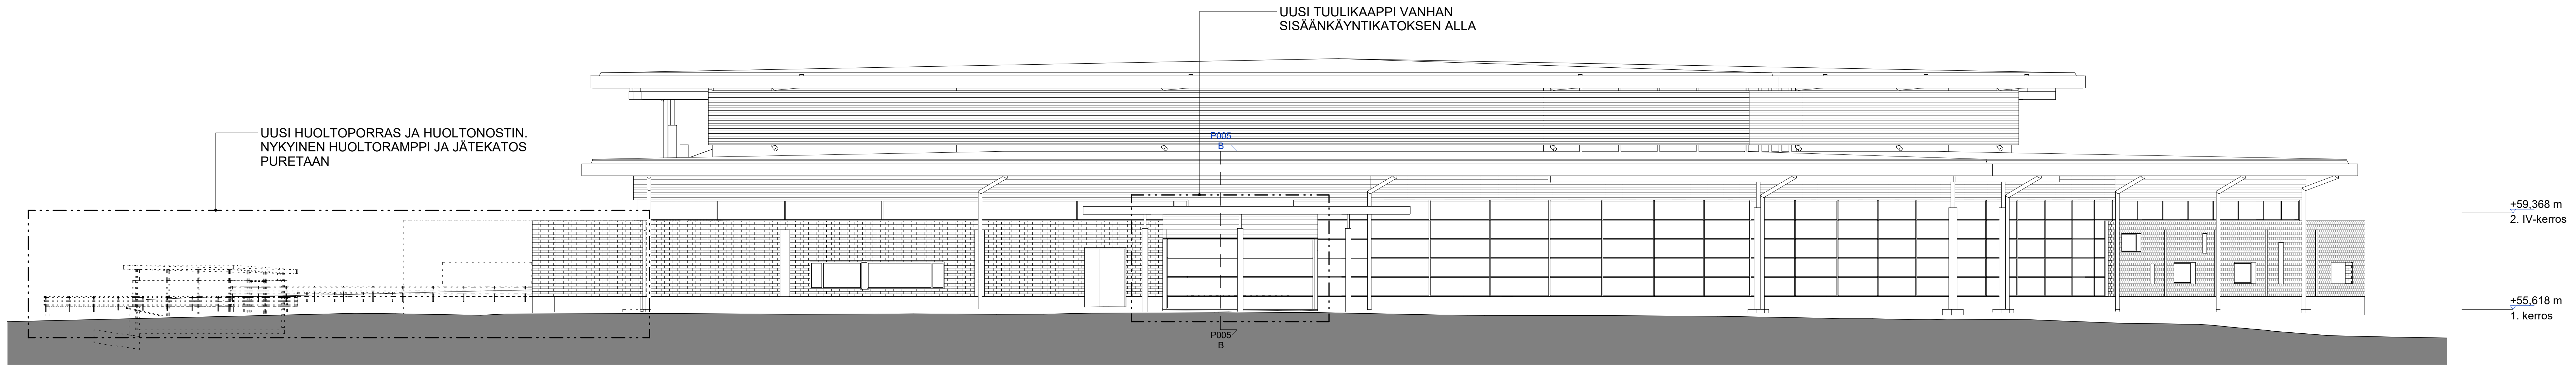 UUSI TUULIKAAPPI VANHAN
SISÄÄNKÄYNTIKATOKSEN ALLA
UUSI HUOLTOPORRAS JA HUOLTONOSTIN.
NYKYINEN HUOLTORAMPPI JA JÄTEKATOS
PURETAAN
P005
B
+59,368 m
2. IV-kerros
+55,618 m
1. kerros
P005
B